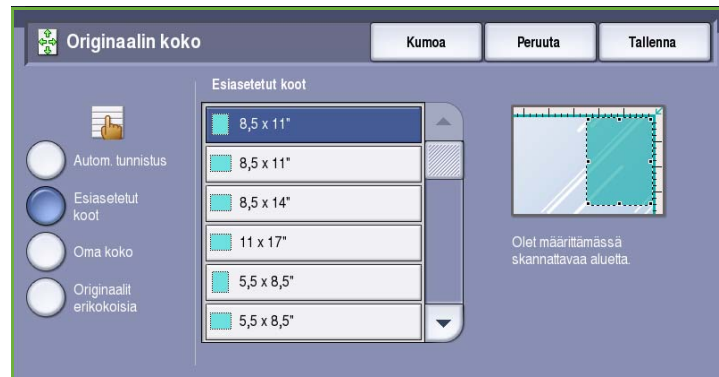 Originaalin koko
Kumoa
Peruuta
Tallenna
Esiasetetut koot
Autom. tunnistus
Esiasetetut
koot
Oma koko
Originaalit
erikokoisia
8,5 x 11"
8,5 x 11"
8,5 x 14"
11 x 17"
5,5 x 8,5"
5,5 x 8,5"
Olet määrittämässä
skannattavaa aluetta.